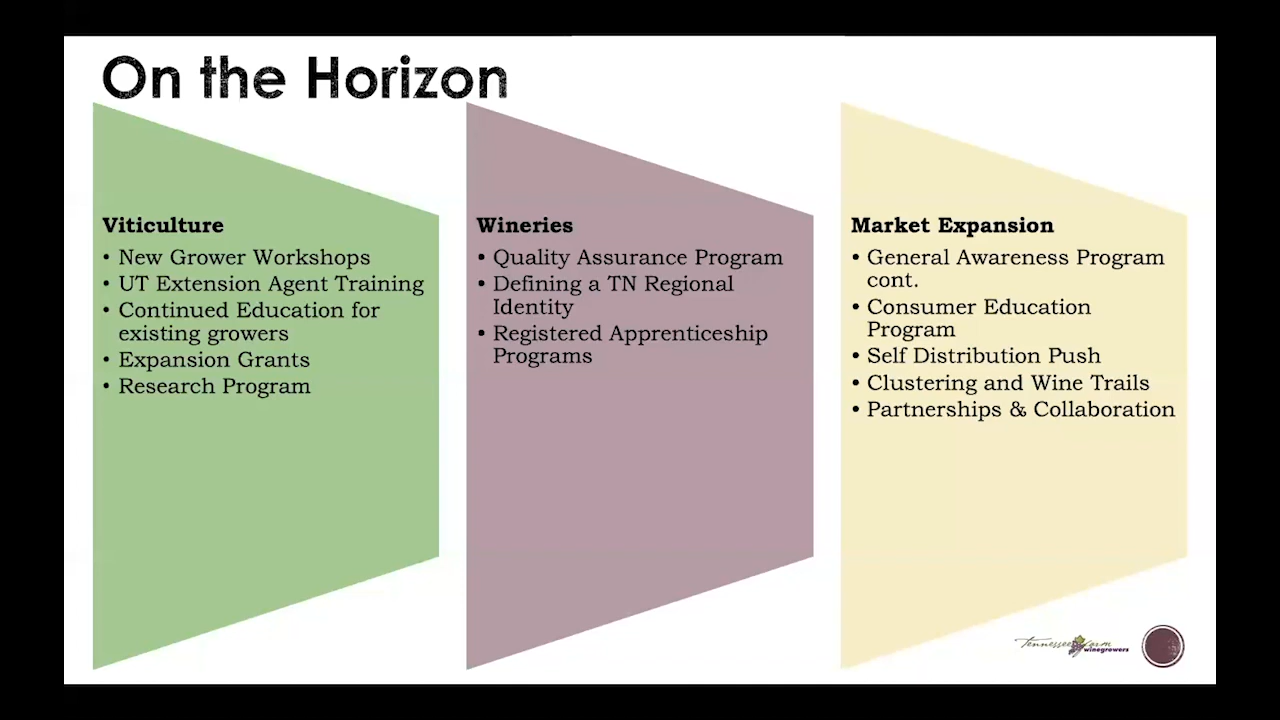 On the Horizon
Viticulture
• New Grower Workshops
• UT Extension Agent Training
• Continued Education for
existing growers
• Expansion Grants
• Research Program
Wineries
• Quality Assurance Program
• Defining a TN Regional
Identity
• Registered Apprenticeship
Programs
Market Expansion
• General Awareness Program
cont.
• Consumer Education
Program
• Self Distribution Push
• Clustering and Wine Trails
• Partnerships & Collaboration
Tennessee Farm
winegrowers